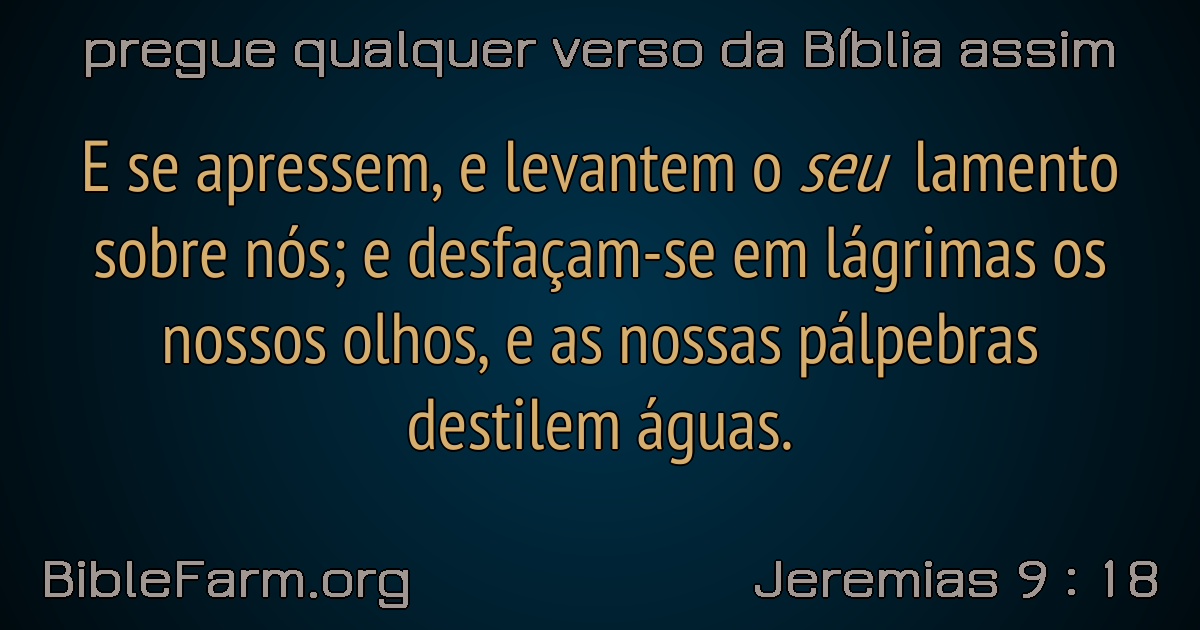 pregue qualquer verso da Bíblia assim
E se apressem, e levantem o seu lamento
sobre nós; e desfaçam-se em lágrimas os
nossos olhos, e as nossas pálpebras
destilem águas.
BibleFarm.org
Jeremias 9 : 18